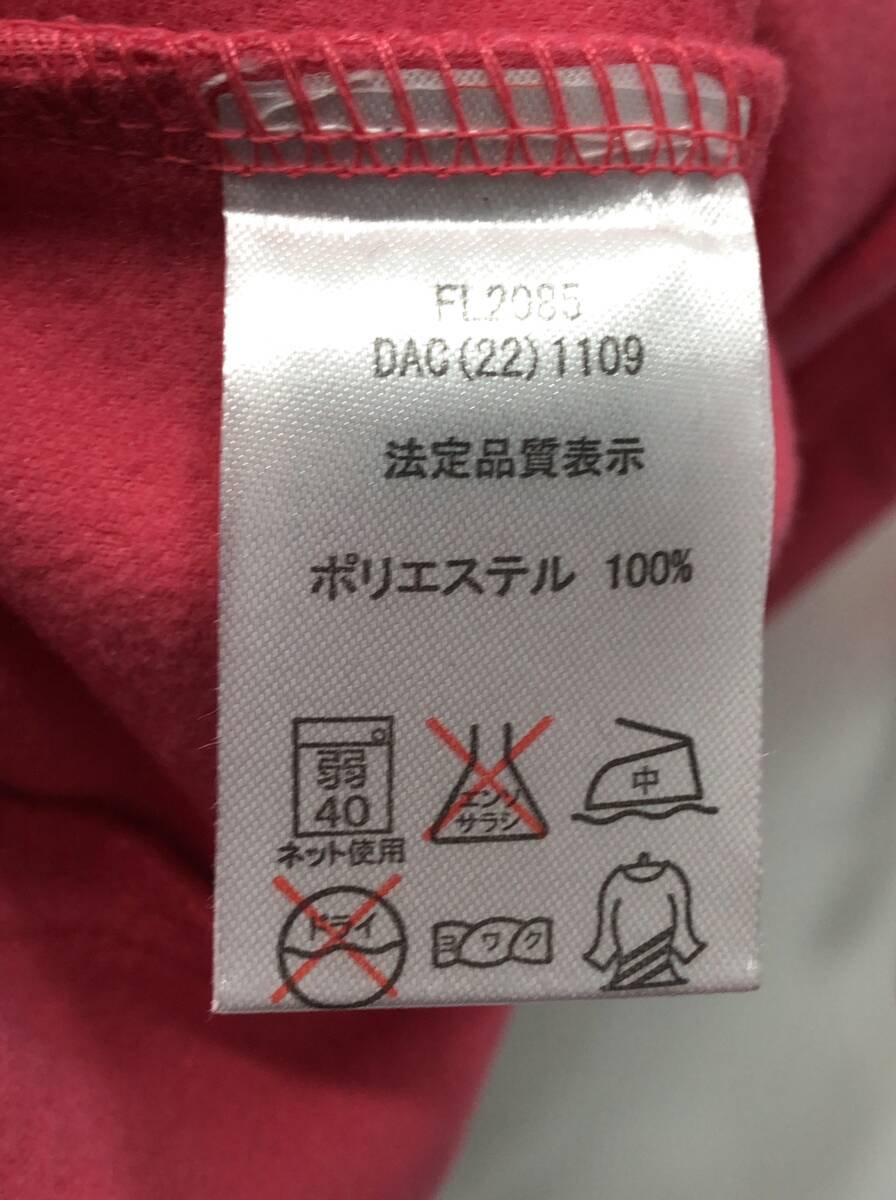 FL2085
DAC(22)1109
法定品質表示
ポリエステル 100%
弱
40
ネット使用
エンソ
サラシ
中
ドライ
ヨワク